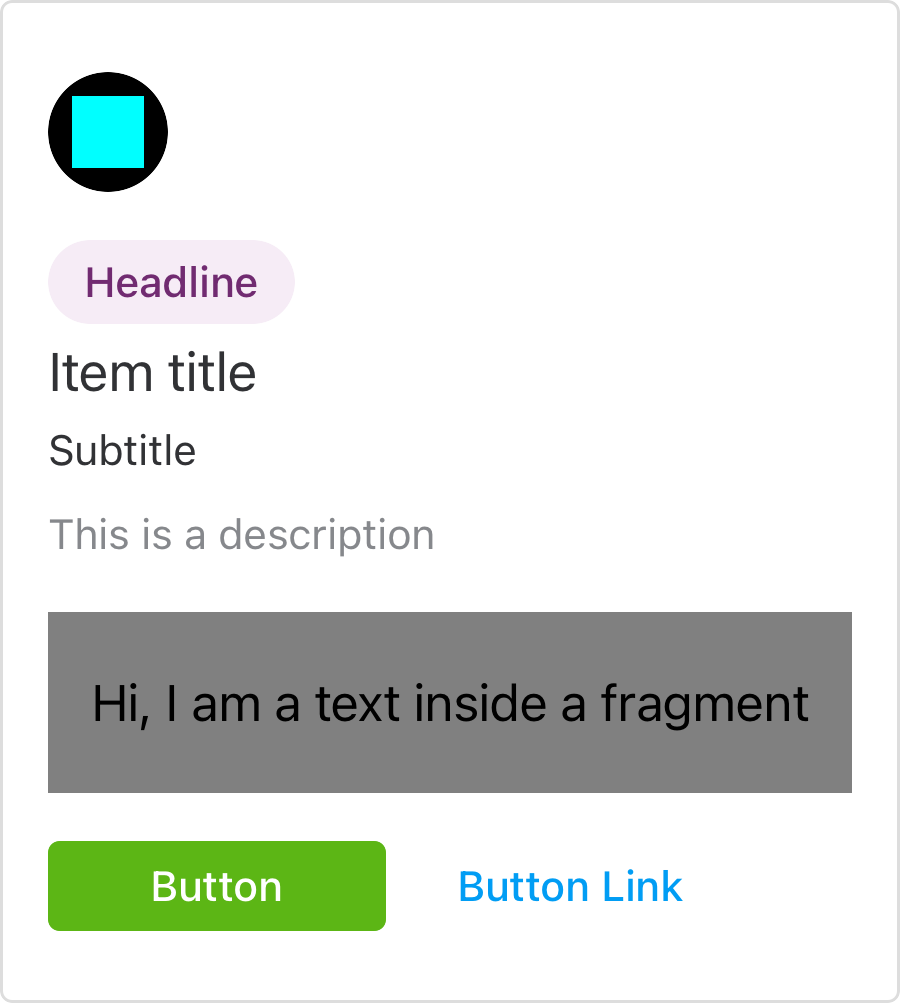 Headline
Item title
Subtitle
This is a description
Hi, I am a text inside a fragment
Button
Button Link